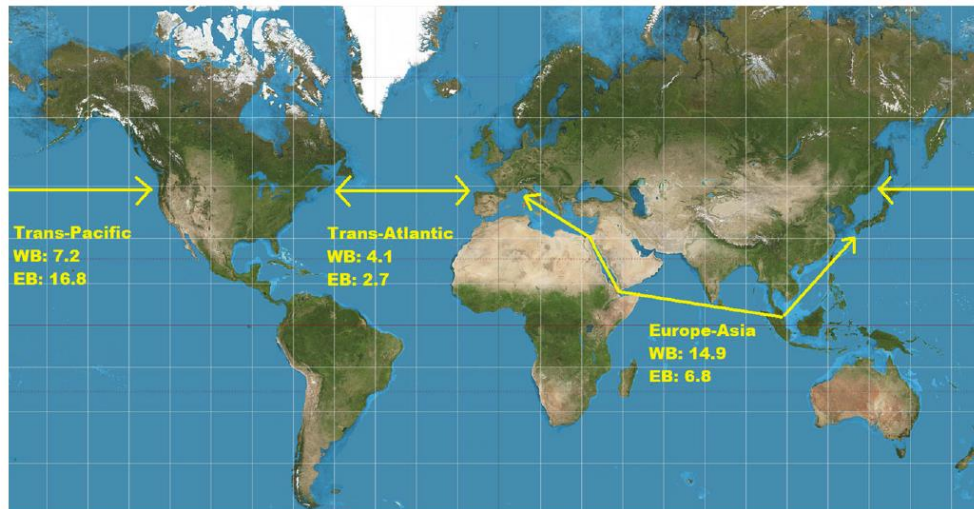 Trans-Pacific
WB: 7.2
EB: 16.8
Trans-Atlantic
WB: 4.1
EB: 2.7
Europe-Asia
WB: 14.9
EB: 6.8